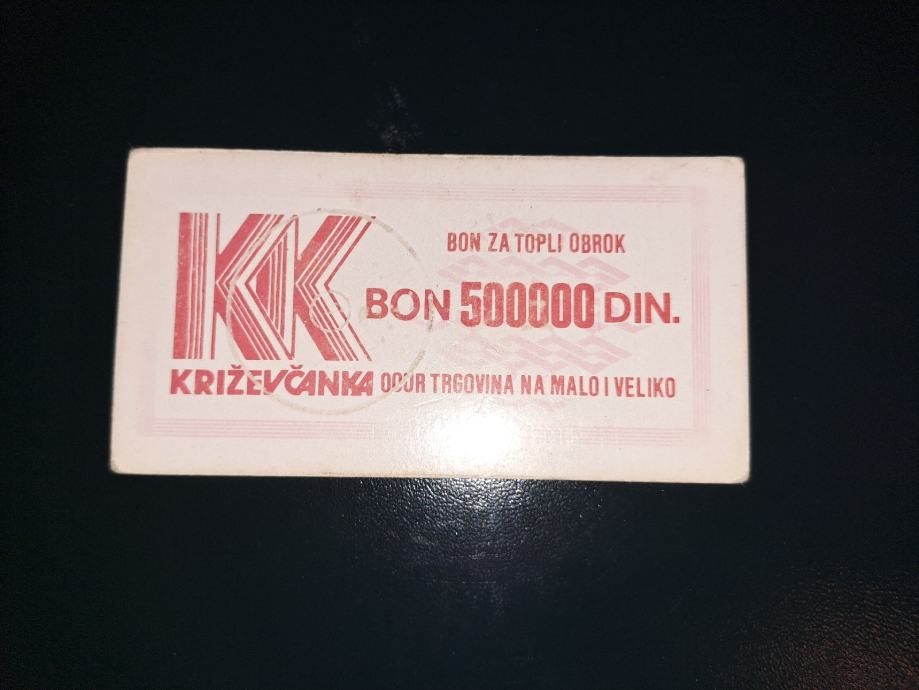 KK
BON ZA TOPLI OBROK
BON 500000 DIN.
KRIŽEVČANKA OOUR TRGOVINA NA MALO I VELIKO